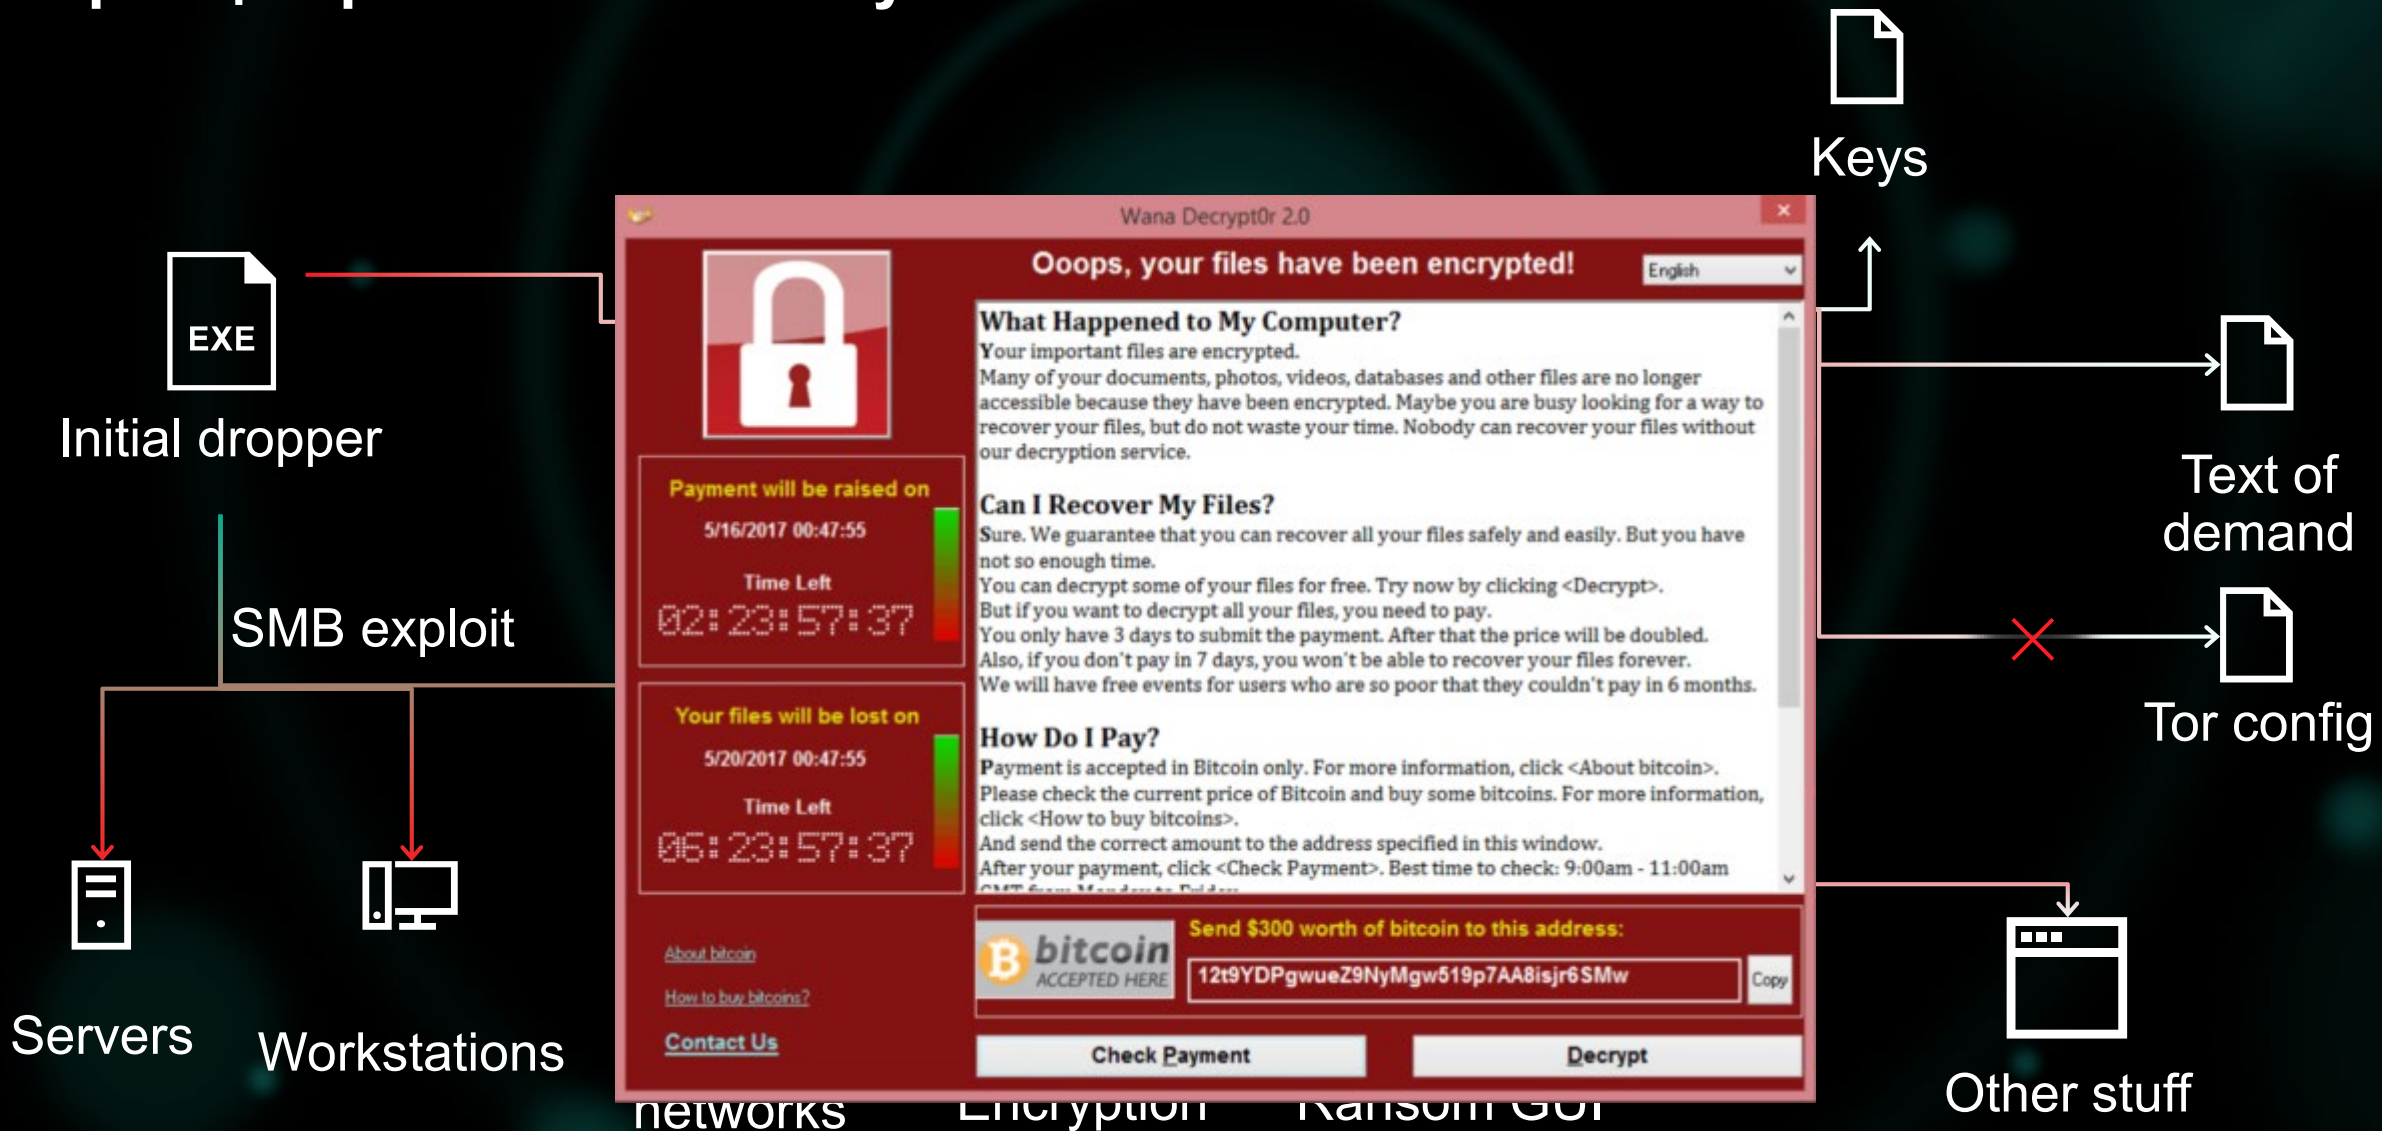 Keys
Wana Decrypt0r 2.0
Ooops, your files have been encrypted!
English
What Happened to My Computer?
Your important files are encrypted.
Many of your documents, photos, videos, databases and other files are no longer
accessible because they have been encrypted. Maybe you are busy looking for a way to
recover your files, but do not waste your time. Nobody can recover your files without
our decryption service.
Can I Recover My Files?
Sure. We guarantee that you can recover all your files safely and easily. But you have
not so enough time.
You can decrypt some of your files for free. Try now by clicking <Decrypt>.
But if you want to decrypt all your files, you need to pay.
You only have 3 days to submit the payment. After that the price will be doubled.
Also, if you don't pay in 7 days, you won't be able to recover your files forever.
We will have free events for users who are so poor that they couldn't pay in 6 months.
How Do I Pay?
Payment is accepted in Bitcoin only. For more information, click <About bitcoin>.
Please check the current price of Bitcoin and buy some bitcoins. For more information,
click <How to buy bitcoins>.
And send the correct amount to the address specified in this window.
After your payment, click <Check Payment>. Best time to check: 9:00am - 11:00am
GMT from Monday to Friday
Payment will be raised on
5/16/2017 00:47:55
Time Left
02:23:57:37
Your files will be lost on
5/20/2017 00:47:55
Time Left
06:23:57:37
About bitcoin
How to buy bitcoins?
Contact Us
bitcoin
ACCEPTED HERE
Send $300 worth of bitcoin to this address:
12t9YDPgwueZ9NyMgw519p7AA8isjr6SMw
Copy
Check Payment
Decrypt
EXE
Initial dropper
SMB exploit
Servers
Workstations
networks
Encryption
Ransom GUI
Text of
demand
Tor config
Other stuff